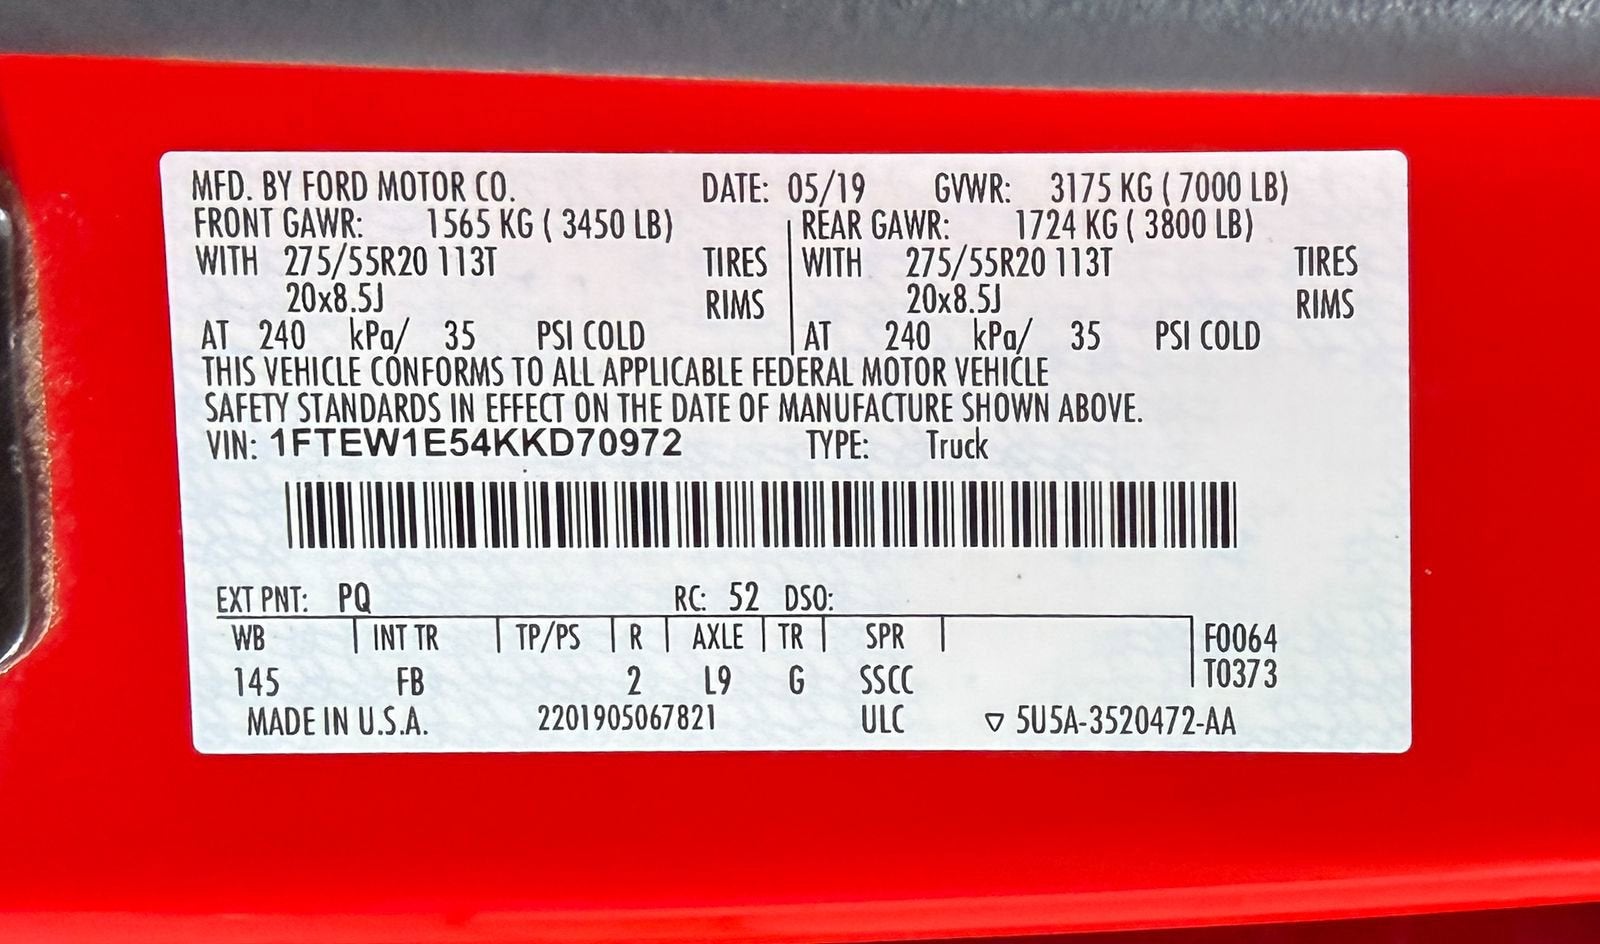 MFD. BY FORD MOTOR CO. DATE: 05/19 GVWR: 3175 KG ( 7000 LB)
FRONT GAWR: 1565 KG ( 3450 LB) REAR GAWR: 1724 KG ( 3800 LB)
WITH 275/55R20 113T TIRES WITH 275/55R20 113T TIRES
20x8.5J RIMS 20x8.5J RIMS
AT 240 kPa/ 35 PSI COLD AT 240 kPa/ 35 PSI COLD
THIS VEHICLE CONFORMS TO ALL APPLICABLE FEDERAL MOTOR VEHICLE
SAFETY STANDARDS IN EFFECT ON THE DATE OF MANUFACTURE SHOWN ABOVE.
VIN: 1FTEW1E54KKD70972 TYPE: Truck
EXT PNT: PQ RC: 52 DSO:
WB INT TR TP/PS R AXLE TR SPR F0064
145 FB 2 L9 G SSCC T0373
MADE IN U.S.A. 2201905067821 ULC ▽ 5U5A-3520472-AA